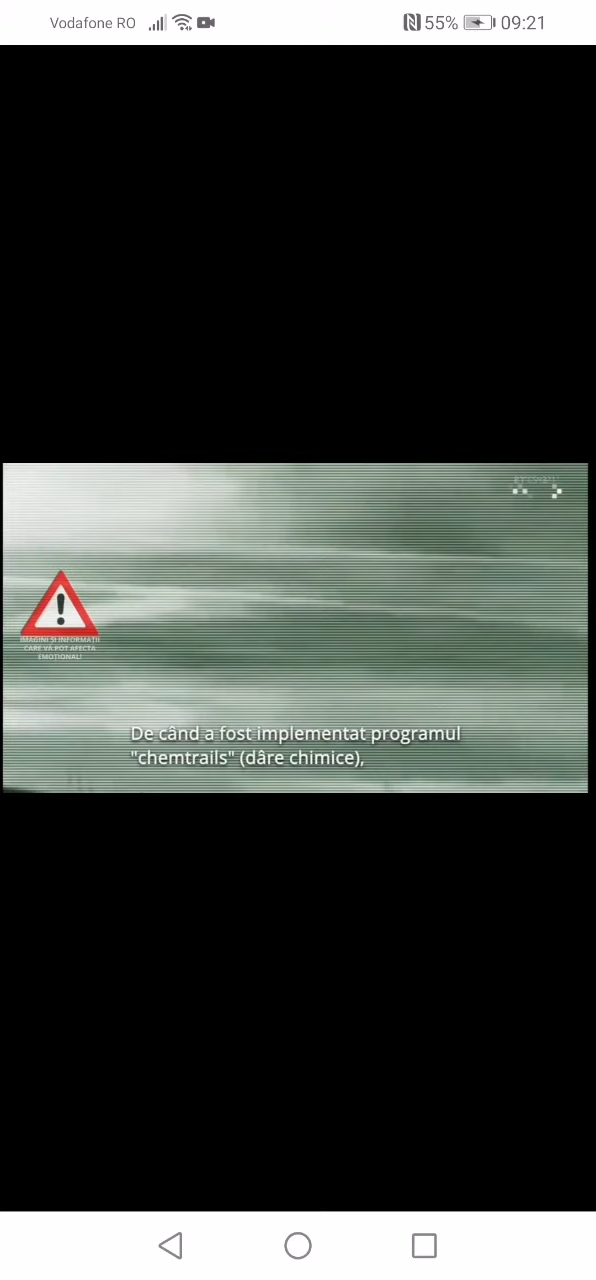 Vodafone RO
55% 09:21
IMAGINI ȘI INFORMAȚII
CARE VĂ POT AFECTA
EMOȚIONAL!
De când a fost implementat programul
"chemtrails" (dâre chimice),